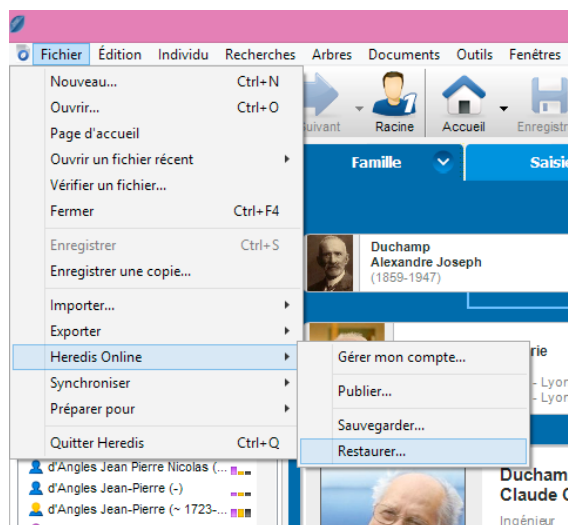 Fichier Édition Individu Recherches Arbres Documents Outils Fenêtres
Nouveau... Ctrl+N
Ouvrir... Ctrl+O
Page d'accueil
Ouvrir un fichier récent
Vérifier un fichier...
Fermer Ctrl+F4
Enregistrer Ctrl+S
Enregistrer une copie...
Importer...
Exporter
Heredis Online
Synchroniser
Préparer pour
Quitter Heredis Ctrl+Q
Gérer mon compte...
Publier...
Sauvegarder...
Restaurer...
uivant Racine 1 Accueil Enregistr
Famille Saisie
Duchamp
Alexandre Joseph
(1859-1947)
rie
- Lyon
- Lyon
d'Angles Jean Pierre Nicolas (...
d'Angles Jean-Pierre (-)
d'Angles Jean-Pierre (~ 1723-...
Ducham
Claude
Ingénieur